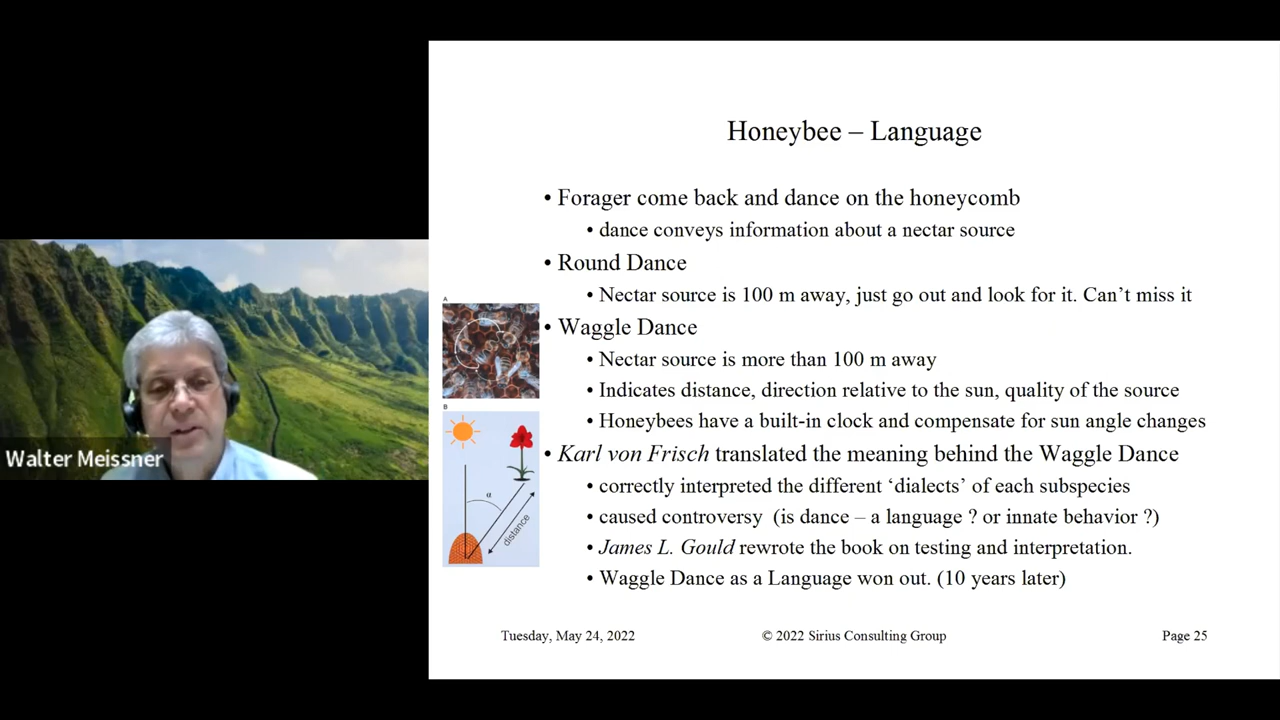 Honeybee – Language
• Forager come back and dance on the honeycomb
• dance conveys information about a nectar source
• Round Dance
• Nectar source is 100 m away, just go out and look for it. Can't miss it
• Waggle Dance
• Nectar source is more than 100 m away
• Indicates distance, direction relative to the sun, quality of the source
• Honeybees have a built-in clock and compensate for sun angle changes
• Karl von Frisch translated the meaning behind the Waggle Dance
• correctly interpreted the different ‘dialects’ of each subspecies
• caused controversy (is dance – a language ? or innate behavior ?)
• James L. Gould rewrote the book on testing and interpretation.
• Waggle Dance as a Language won out. (10 years later)
A
B
α
distance
Walter Meissner
Tuesday, May 24, 2022
© 2022 Sirius Consulting Group
Page 25